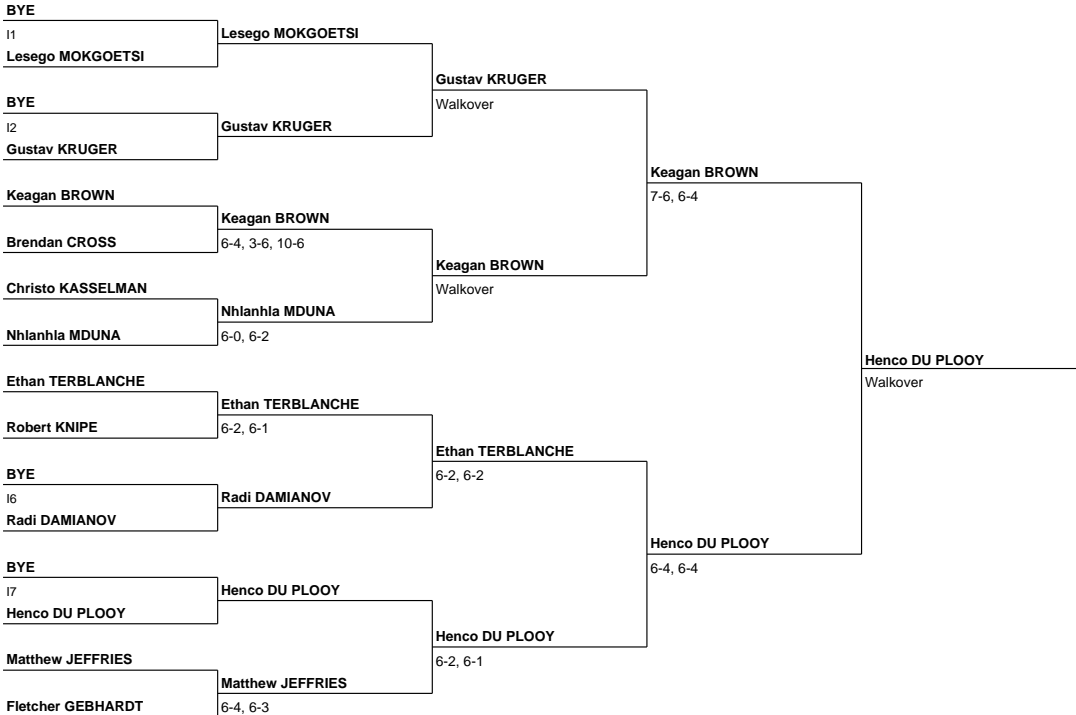 BYE
I1
Lesego MOKGOETSI
BYE
I2
Gustav KRUGER
Keagan BROWN
Brendan CROSS
Christo KASSELMAN
Nhlanhla MDUNA
Ethan TERBLANCHE
Robert KNIPE
BYE
I6
Radi DAMIANOV
BYE
I7
Henco DU PLOOY
Matthew JEFFRIES
Fletcher GEBHARDT
Lesego MOKGOETSI
Gustav KRUGER
Keagan BROWN
6-4, 3-6, 10-6
Nhlanhla MDUNA
6-0, 6-2
Ethan TERBLANCHE
6-2, 6-1
Radi DAMIANOV
Henco DU PLOOY
Matthew JEFFRIES
6-4, 6-3
Gustav KRUGER
Walkover
Keagan BROWN
Walkover
Ethan TERBLANCHE
6-2, 6-2
Henco DU PLOOY
6-2, 6-1
Keagan BROWN
7-6, 6-4
Henco DU PLOOY
6-4, 6-4
Henco DU PLOOY
Walkover